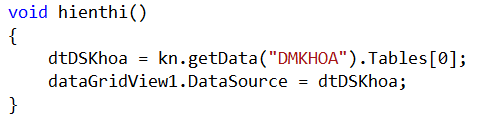 void hienthi()
{
    dtDSKhoa = kn.getData("DMKHOA").Tables[0];
    dataGridView1.DataSource = dtDSKhoa;
}